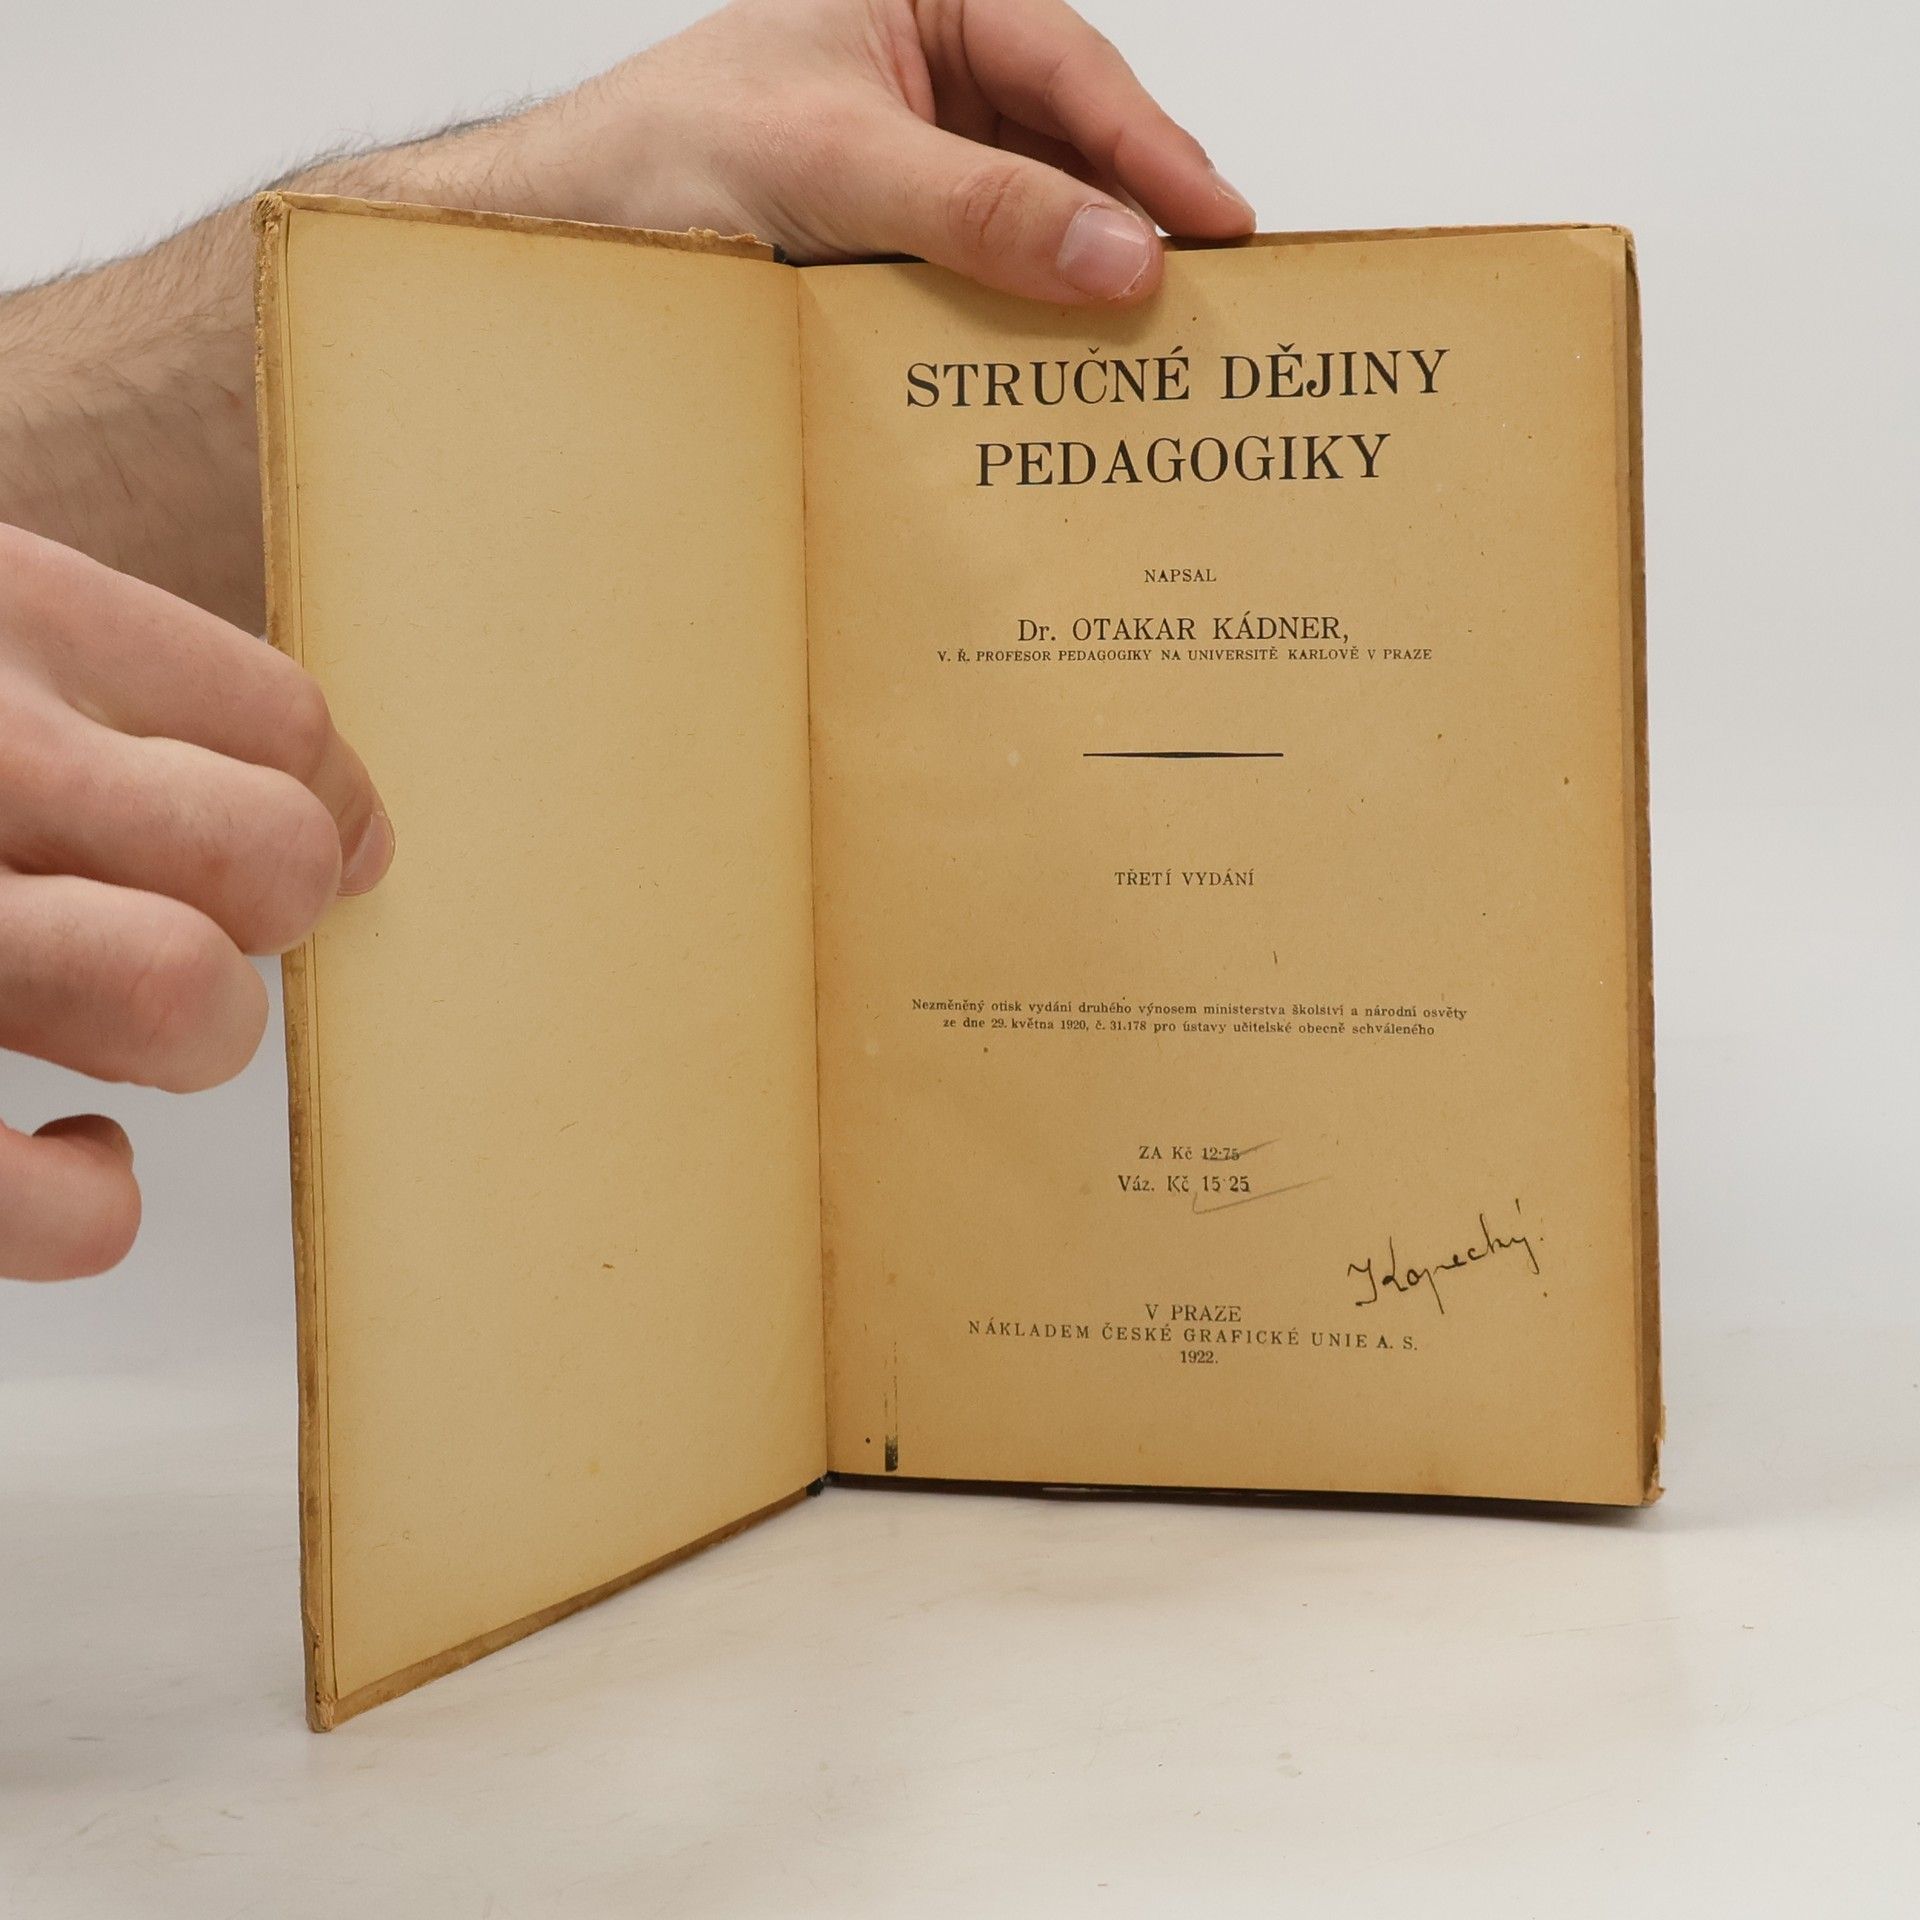 STRUČNÉ DĚJINY
PEDAGOGIKY
NAPSAL
Dr. OTAKAR KÁDNER,
V. Ř. PROFESOR PEDAGOGIKY NA UNIVERSITĚ KARLOVĚ V PRAZE
TŘETÍ VYDÁNÍ
Nezměněný otisk vydání druhého výnosem ministerstva školství a národní osvěty
ze dne 29. května 1920, č. 31.178 pro ústavy učitelské obecně schváleného
ZA Kč 12·75
Váz. Kč 15 25
Kopecký.
V PRAZE
NÁKLADEM ČESKÉ GRAFICKÉ UNIE A. S.
1922.